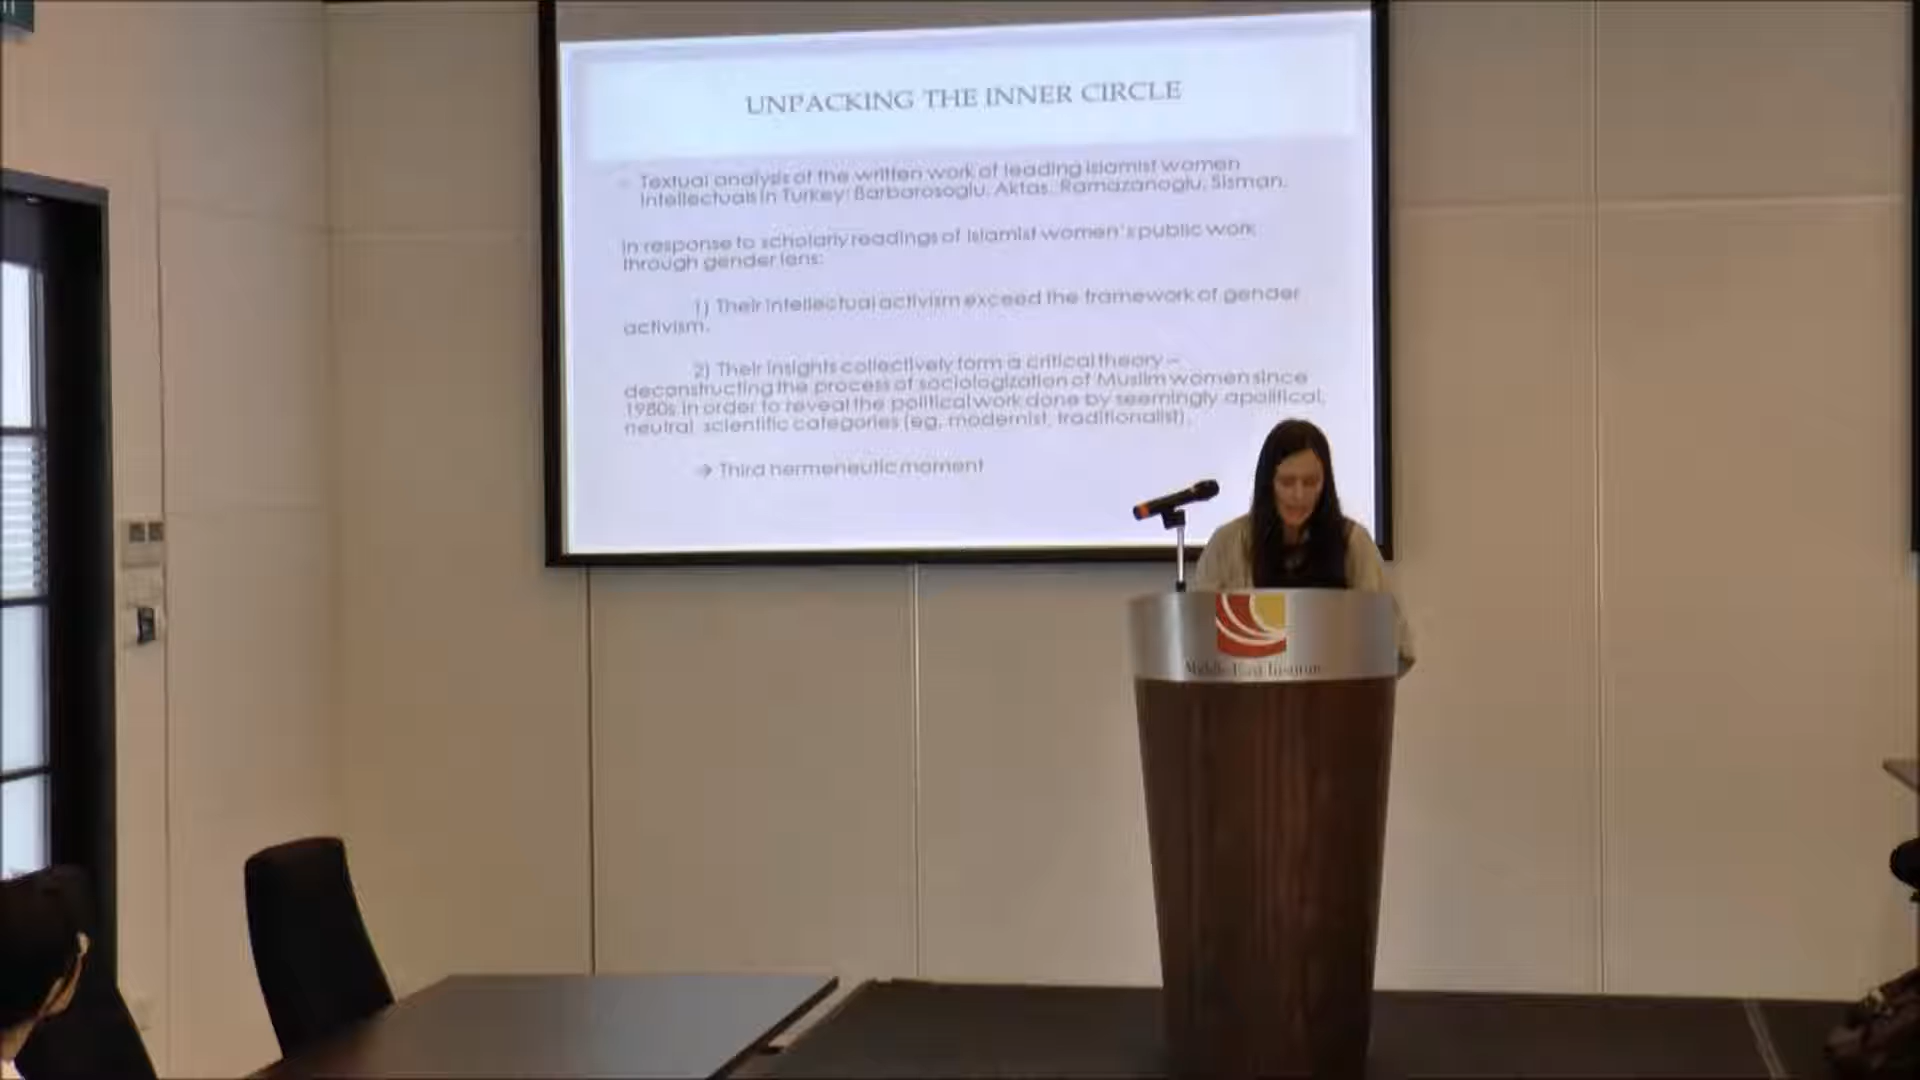 UNPACKING THE INNER CIRCLE
Textual analysis of the written work of leading Islamist women
intellectuals in Turkey: Barbarosoglu, Aktas, Ramazanoglu, Sisman.
In response to scholarly readings of Islamist women's public work
through gender lens:
1) Their intellectual activism exceed the framework of gender
activism.
2) Their insights collectively form a critical theory –
deconstructing the process of sociologization of Muslim women since
1980s in order to reveal the political work done by seemingly apolitical,
neutral, scientific categories (eg. modernist, traditionalist).
→ Third hermeneutic moment
Middle East Institute